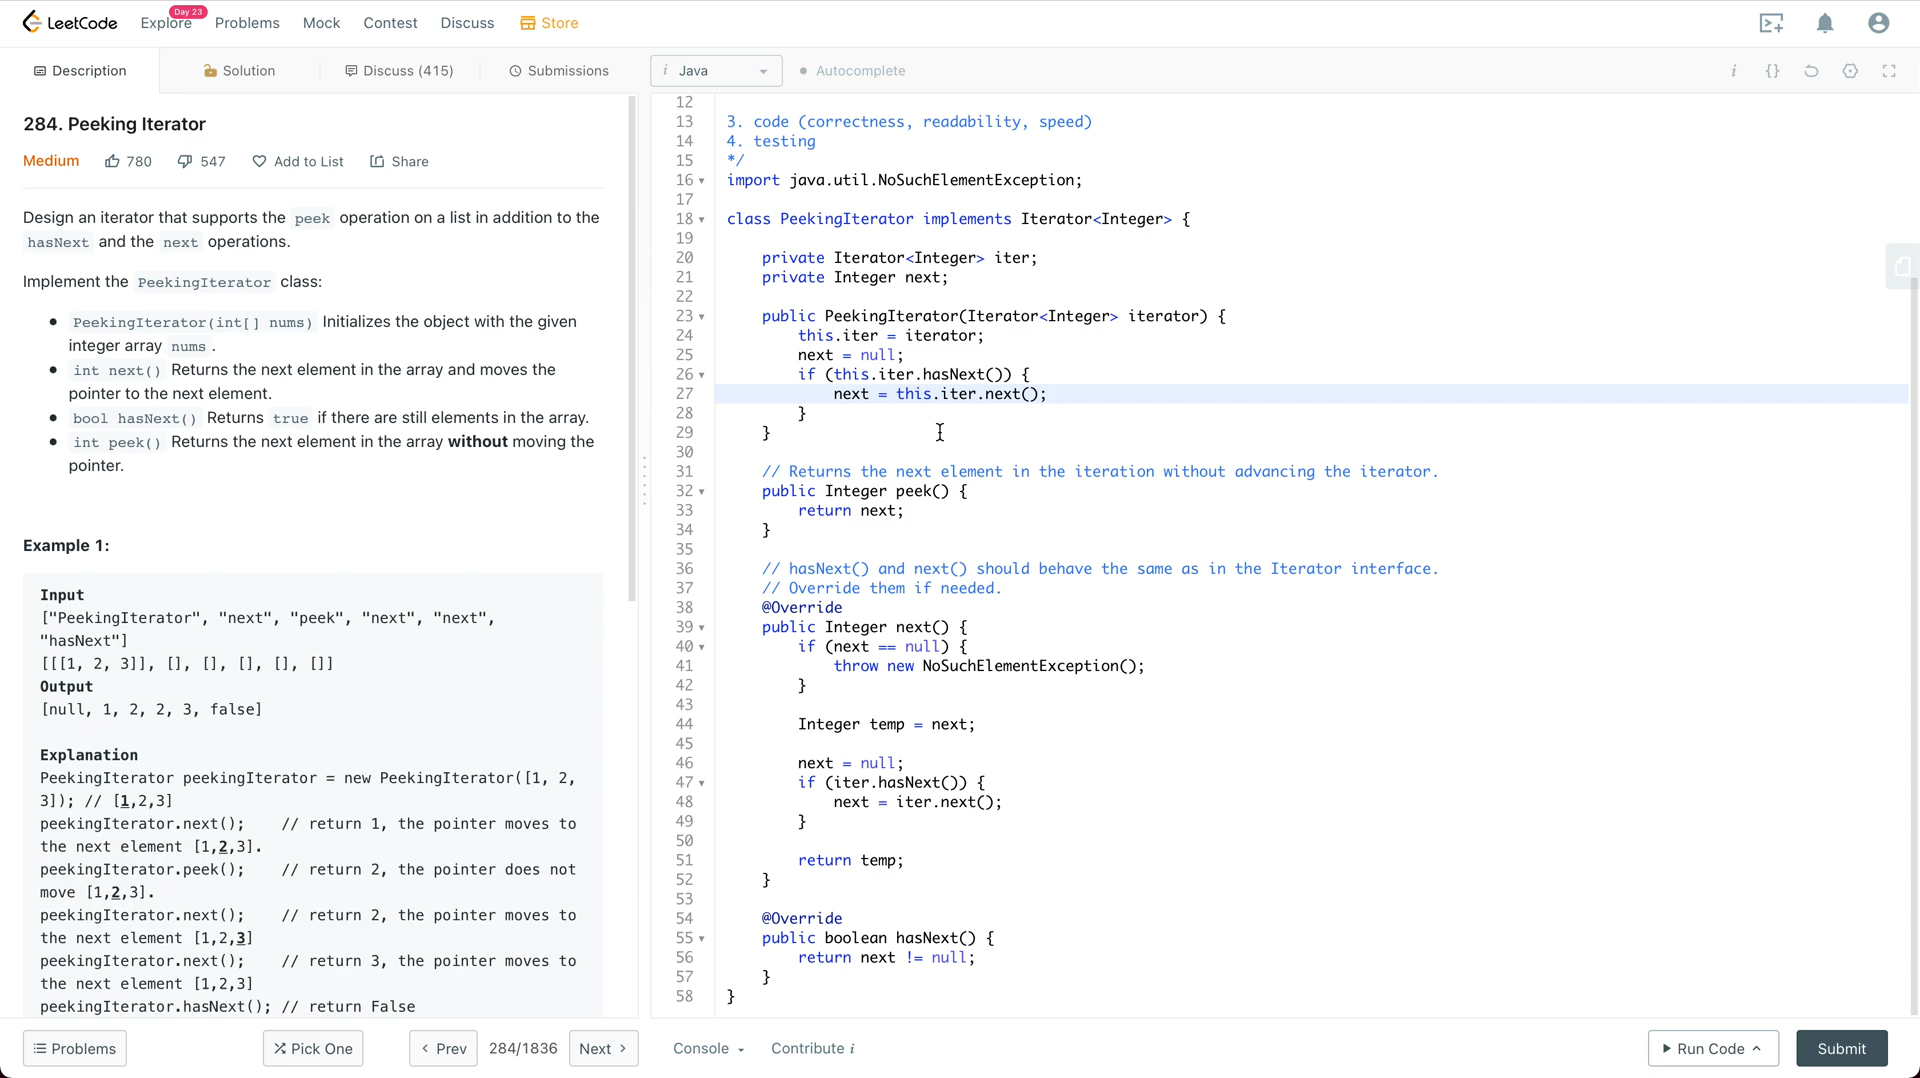 LeetCode
Explore
Day 23
Problems
Mock
Contest
Discuss
Store
Description
Solution
Discuss (415)
Submissions
i Java
Autocomplete
i {}
284. Peeking Iterator
Medium 780 547 Add to List Share
Design an iterator that supports the peek operation on a list in addition to the
hasNext and the next operations.
Implement the PeekingIterator class:
• PeekingIterator(int[] nums) Initializes the object with the given
integer array nums .
• int next() Returns the next element in the array and moves the
pointer to the next element.
• bool hasNext() Returns true if there are still elements in the array.
• int peek() Returns the next element in the array without moving the
pointer.
Example 1:
Input
["PeekingIterator", "next", "peek", "next", "next",
"hasNext"]
[[[1, 2, 3]], [], [], [], [], []]
Output
[null, 1, 2, 2, 3, false]
Explanation
PeekingIterator peekingIterator = new PeekingIterator([1, 2,
3]); // [1,2,3]
peekingIterator.next();    // return 1, the pointer moves to
the next element [1,2,3].
peekingIterator.peek();    // return 2, the pointer does not
move [1,2,3].
peekingIterator.next();    // return 2, the pointer moves to
the next element [1,2,3]
peekingIterator.next();    // return 3, the pointer moves to
the next element [1,2,3]
peekingIterator.hasNext(); // return False
12
13 3. code (correctness, readability, speed)
14 4. testing
15 */
16 import java.util.NoSuchElementException;
17
18 class PeekingIterator implements Iterator<Integer> {
19
20     private Iterator<Integer> iter;
21     private Integer next;
22
23     public PeekingIterator(Iterator<Integer> iterator) {
24         this.iter = iterator;
25         next = null;
26         if (this.iter.hasNext()) {
27             next = this.iter.next();
28         }
29     }
30
31     // Returns the next element in the iteration without advancing the iterator.
32     public Integer peek() {
33         return next;
34     }
35
36     // hasNext() and next() should behave the same as in the Iterator interface.
37     // Override them if needed.
38     @Override
39     public Integer next() {
40         if (next == null) {
41             throw new NoSuchElementException();
42         }
43
44         Integer temp = next;
45
46         next = null;
47         if (iter.hasNext()) {
48             next = iter.next();
49         }
50
51         return temp;
52     }
53
54     @Override
55     public boolean hasNext() {
56         return next != null;
57     }
58 }
Problems
Pick One
< Prev
284/1836
Next >
Console
Contribute i
Run Code
Submit